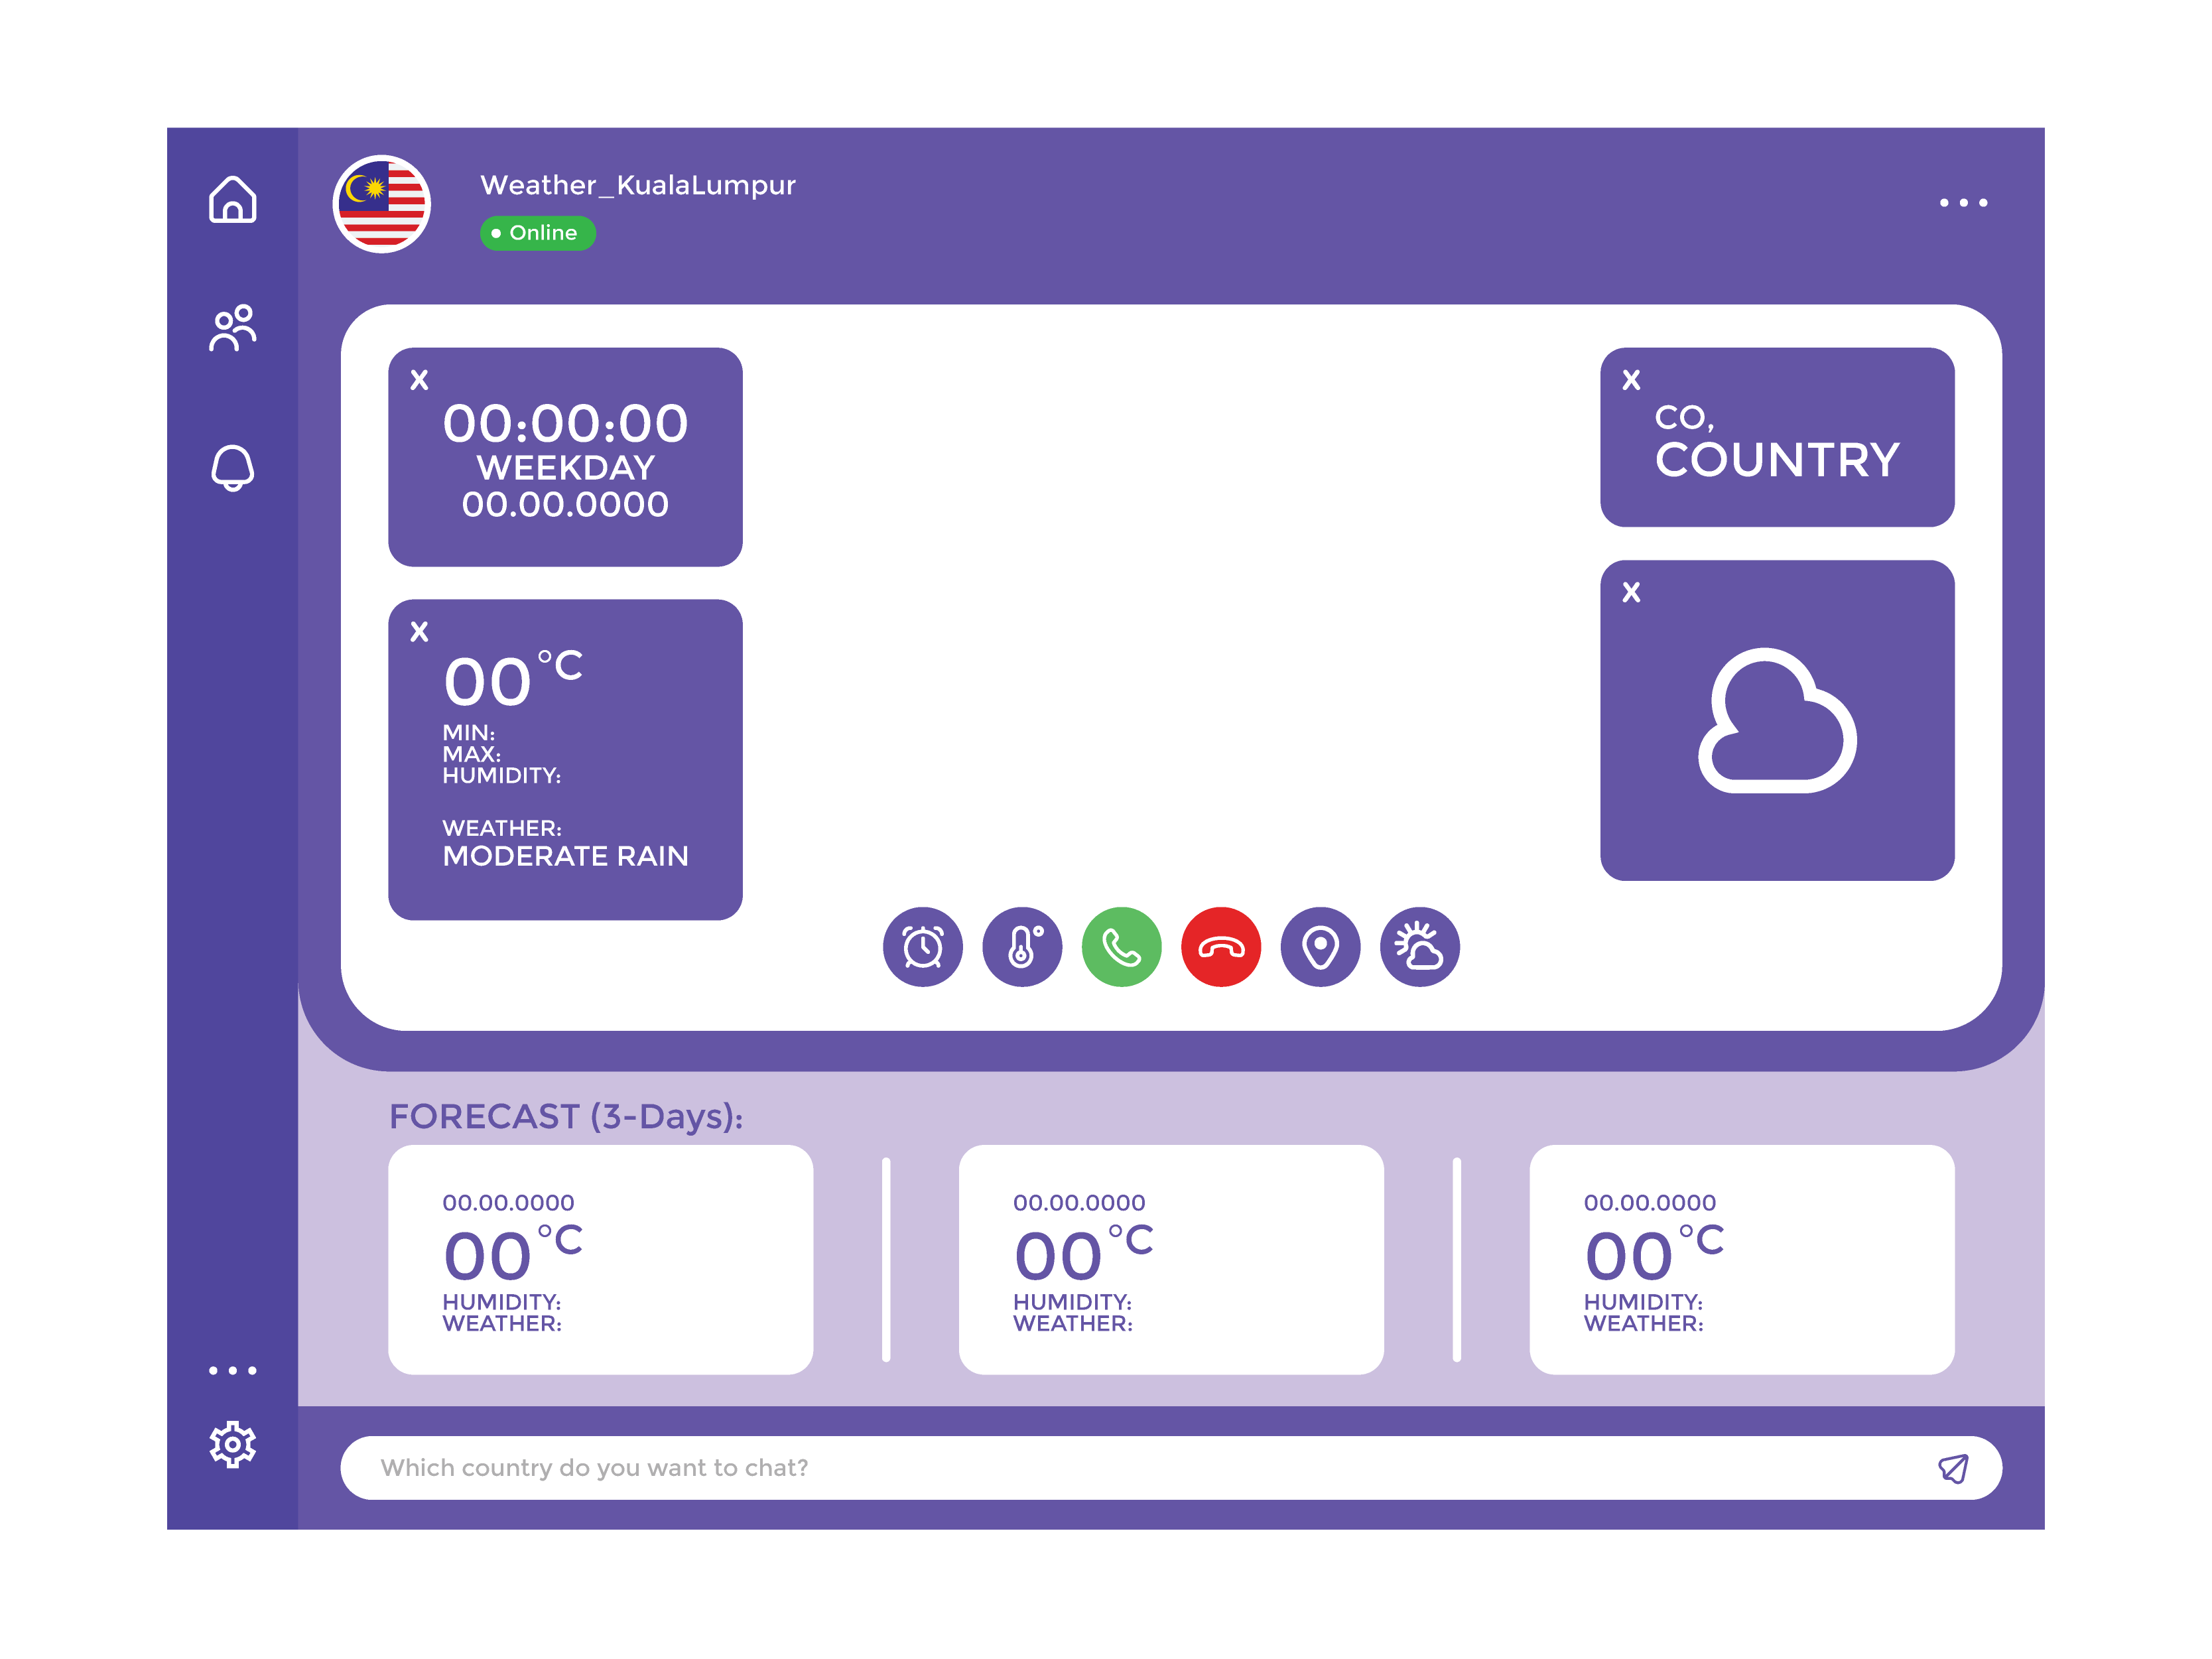 Weather_KualaLumpur
Online
x
00:00:00
WEEKDAY
00.00.0000
x
00°C
MIN:
MAX:
HUMIDITY:
WEATHER:
MODERATE RAIN
x
CO,
COUNTRY
x
FORECAST (3-Days):
00.00.0000
00°C
HUMIDITY:
WEATHER:
00.00.0000
00°C
HUMIDITY:
WEATHER:
00.00.0000
00°C
HUMIDITY:
WEATHER:
Which country do you want to chat?